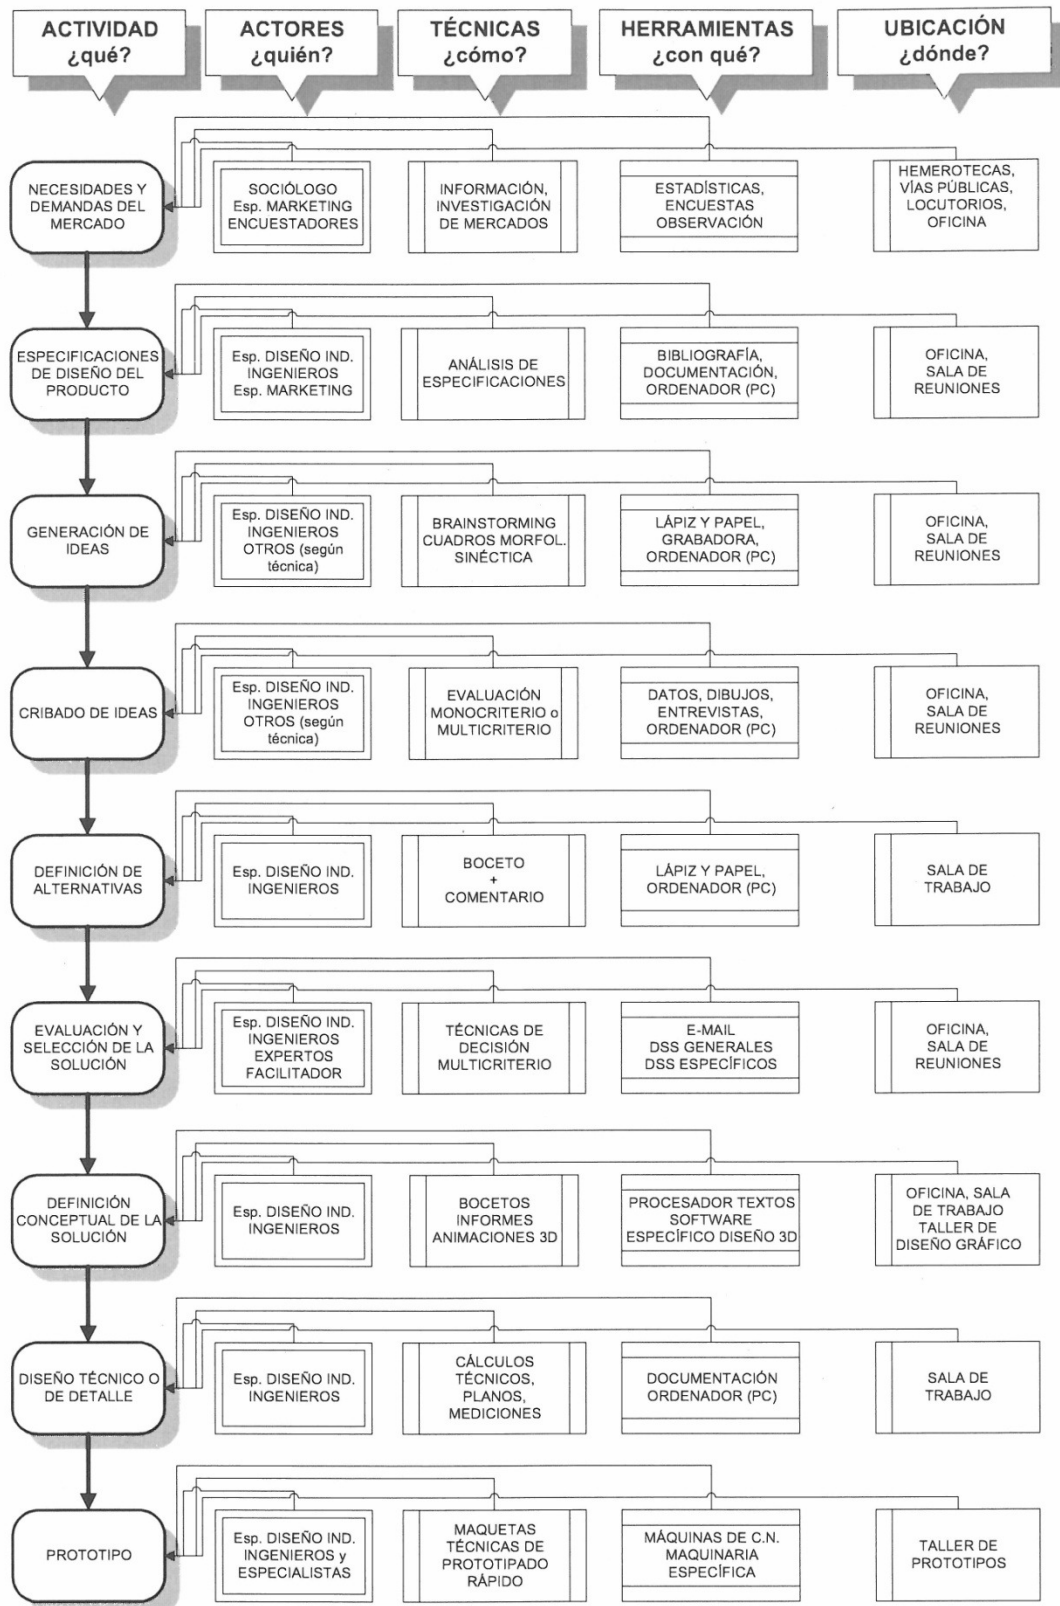 ACTIVIDAD
¿qué?
ACTORES
¿quién?
TÉCNICAS
¿cómo?
HERRAMIENTAS
¿con qué?
UBICACIÓN
¿dónde?
NECESIDADES Y
DEMANDAS DEL
MERCADO
SOCIÓLOGO
Esp. MARKETING
ENCUESTADORES
INFORMACIÓN,
INVESTIGACIÓN
DE MERCADOS
ESTADÍSTICAS,
ENCUESTAS
OBSERVACIÓN
HEMEROTECAS,
VÍAS PÚBLICAS,
LOCUTORIOS,
OFICINA
ESPECIFICACIONES
DE DISEÑO DEL
PRODUCTO
Esp. DISEÑO IND.
INGENIEROS
Esp. MARKETING
ANÁLISIS DE
ESPECIFICACIONES
BIBLIOGRAFÍA,
DOCUMENTACIÓN,
ORDENADOR (PC)
OFICINA,
SALA DE
REUNIONES
GENERACIÓN DE
IDEAS
Esp. DISEÑO IND.
INGENIEROS
OTROS (según
técnica)
BRAINSTORMING
CUADROS MORFOL.
SINÉCTICA
LÁPIZ Y PAPEL,
GRABADORA,
ORDENADOR (PC)
OFICINA,
SALA DE
REUNIONES
CRIBADO DE IDEAS
Esp. DISEÑO IND.
INGENIEROS
OTROS (según
técnica)
EVALUACIÓN
MONOCRITERIO o
MULTICRITERIO
DATOS, DIBUJOS,
ENTREVISTAS,
ORDENADOR (PC)
OFICINA,
SALA DE
REUNIONES
DEFINICIÓN DE
ALTERNATIVAS
Esp. DISEÑO IND.
INGENIEROS
BOCETO
+
COMENTARIO
LÁPIZ Y PAPEL,
ORDENADOR (PC)
SALA DE
TRABAJO
EVALUACIÓN Y
SELECCIÓN DE LA
SOLUCIÓN
Esp. DISEÑO IND.
INGENIEROS
EXPERTOS
FACILITADOR
TÉCNICAS DE
DECISIÓN
MULTICRITERIO
E-MAIL
DSS GENERALES
DSS ESPECÍFICOS
OFICINA,
SALA DE
REUNIONES
DEFINICIÓN
CONCEPTUAL DE LA
SOLUCIÓN
Esp. DISEÑO IND.
INGENIEROS
BOCETOS
INFORMES
ANIMACIONES 3D
PROCESADOR TEXTOS
SOFTWARE
ESPECÍFICO DISEÑO 3D
OFICINA, SALA
DE TRABAJO
TALLER DE
DISEÑO GRÁFICO
DISEÑO TÉCNICO O
DE DETALLE
Esp. DISEÑO IND.
INGENIEROS
CÁLCULOS
TÉCNICOS,
PLANOS,
MEDICIONES
DOCUMENTACIÓN
ORDENADOR (PC)
SALA DE
TRABAJO
PROTOTIPO
Esp. DISEÑO IND.
INGENIEROS y
ESPECIALISTAS
MAQUETAS
TÉCNICAS DE
PROTOTIPADO
RÁPIDO
MÁQUINAS DE C.N.
MAQUINARIA
ESPECÍFICA
TALLER DE
PROTOTIPOS